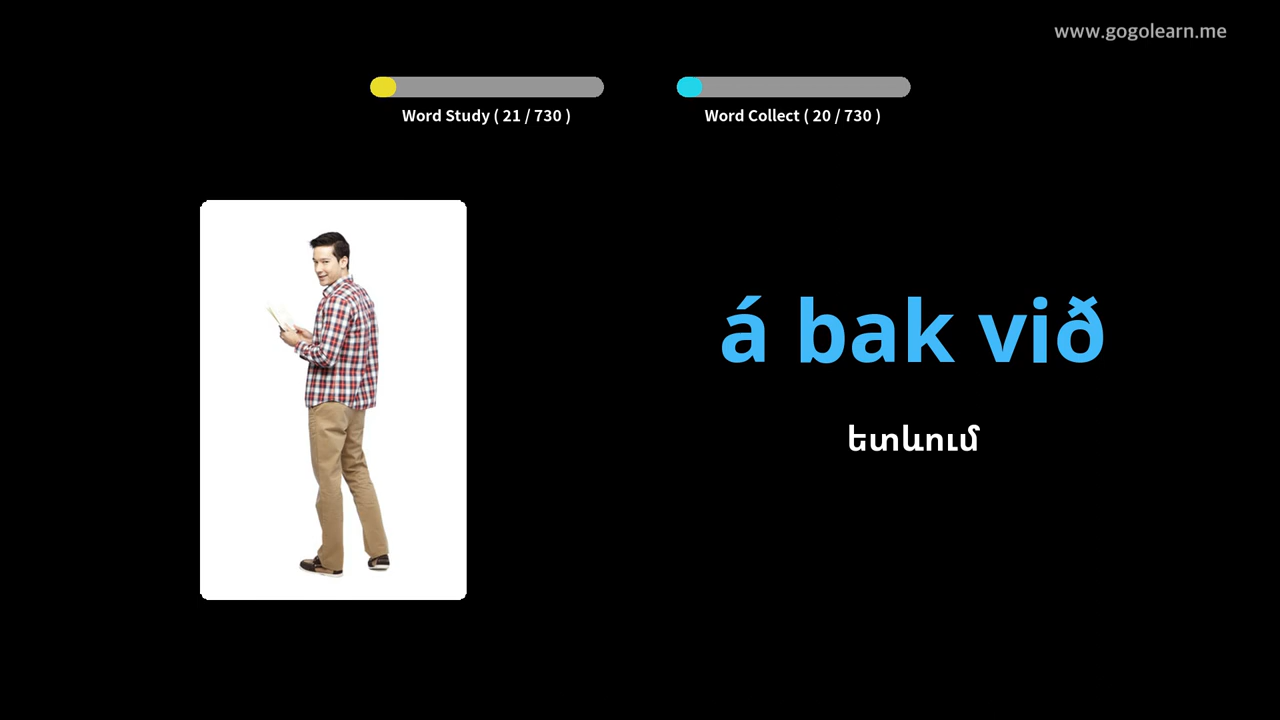 www.gogolearn.me
Word Study ( 21 / 730 )
Word Collect ( 20 / 730 )
á bak við
ետևում